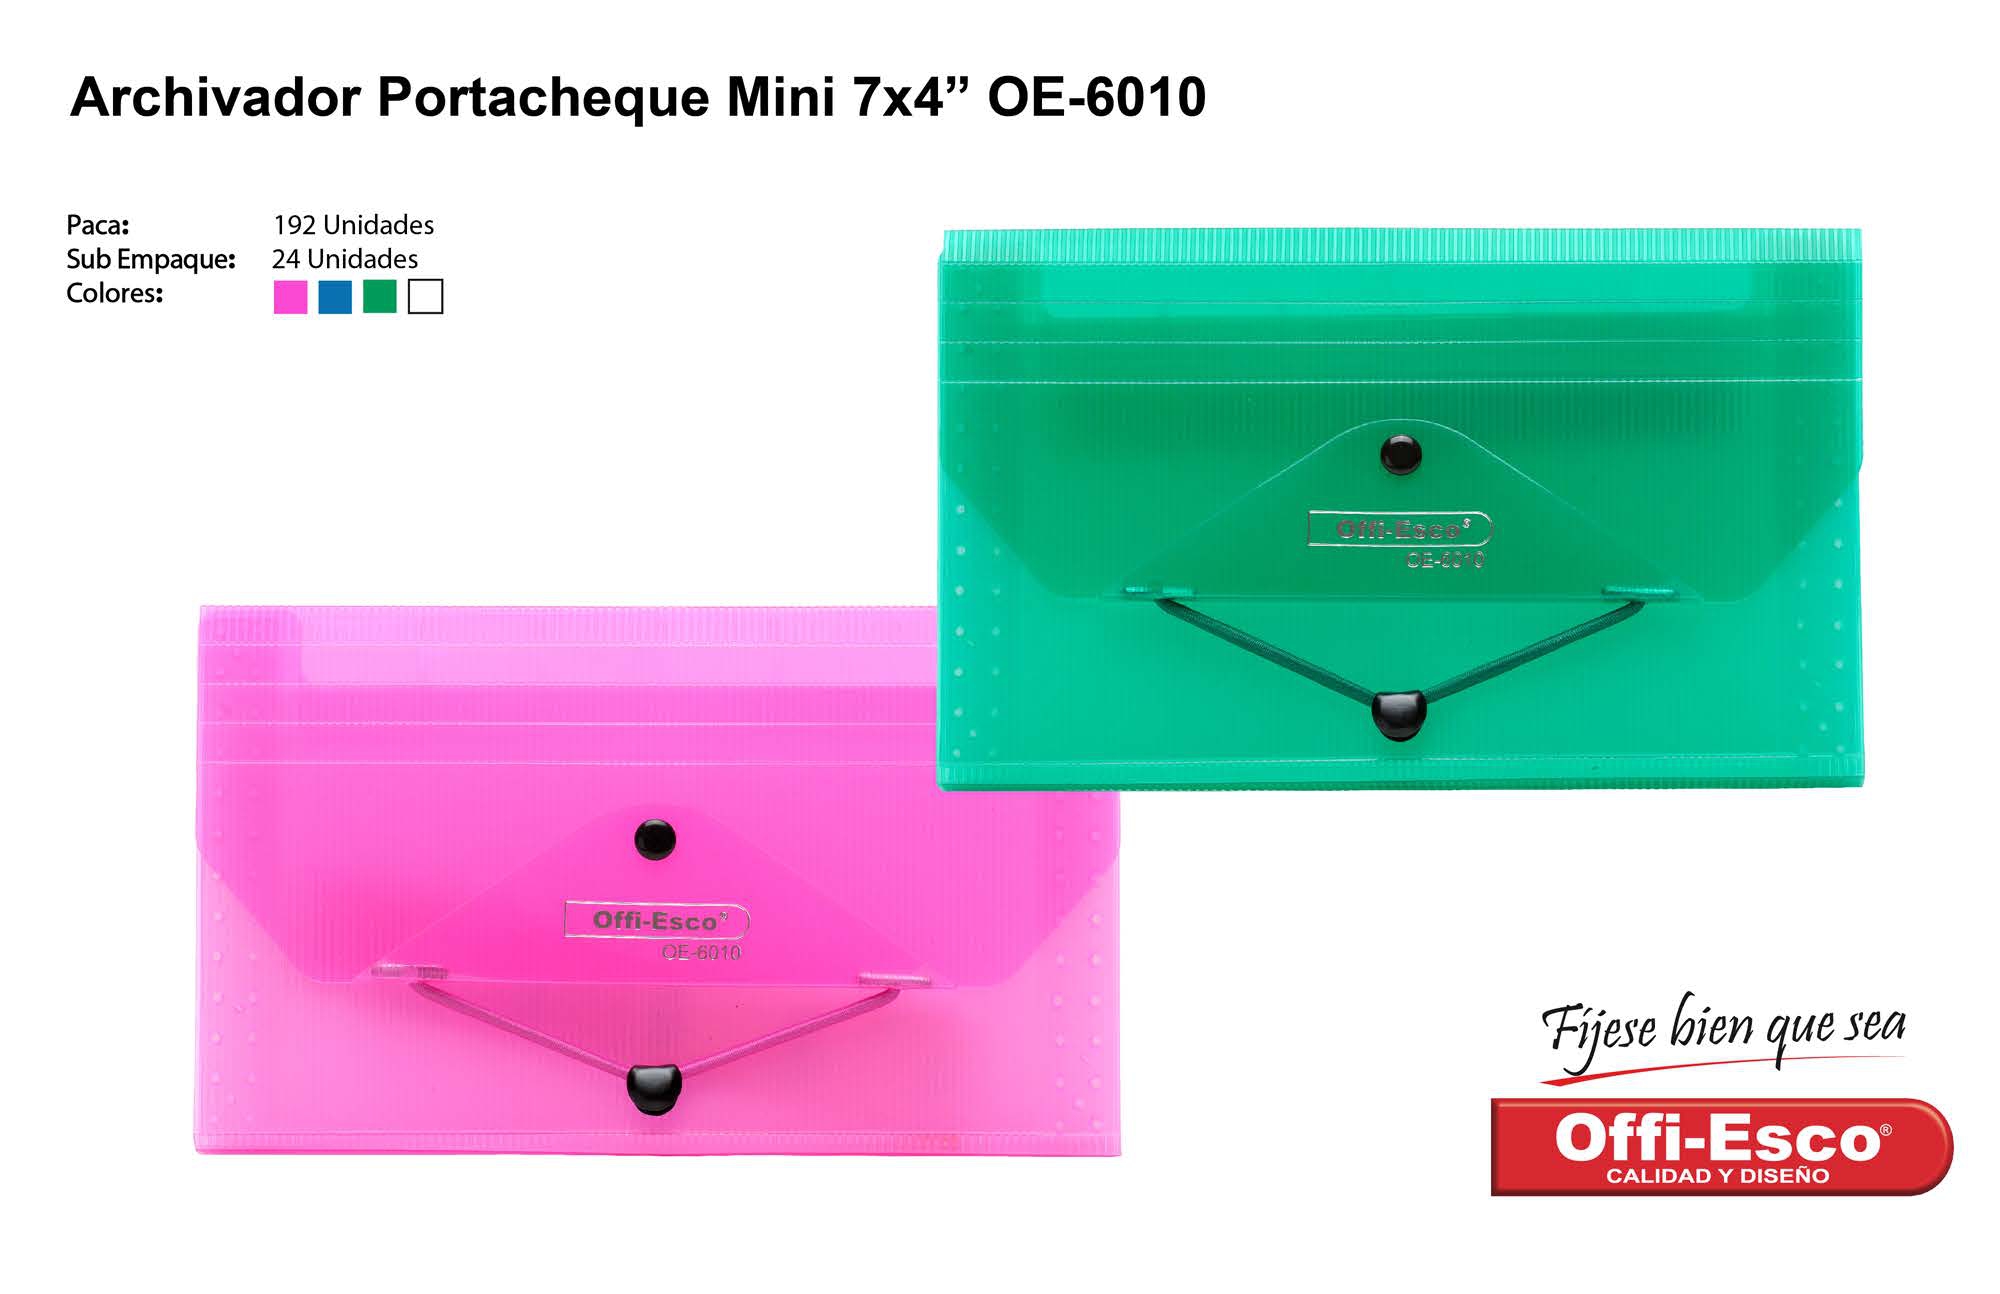 Archivador Portacheque Mini 7x4” OE-6010
Paca: 192 Unidades
Sub Empaque: 24 Unidades
Colores:
Offi-Esco®
OE-6010
Offi-Esco®
OE-6010
Fíjese bien que sea
Offi-Esco®
CALIDAD Y DISEÑO